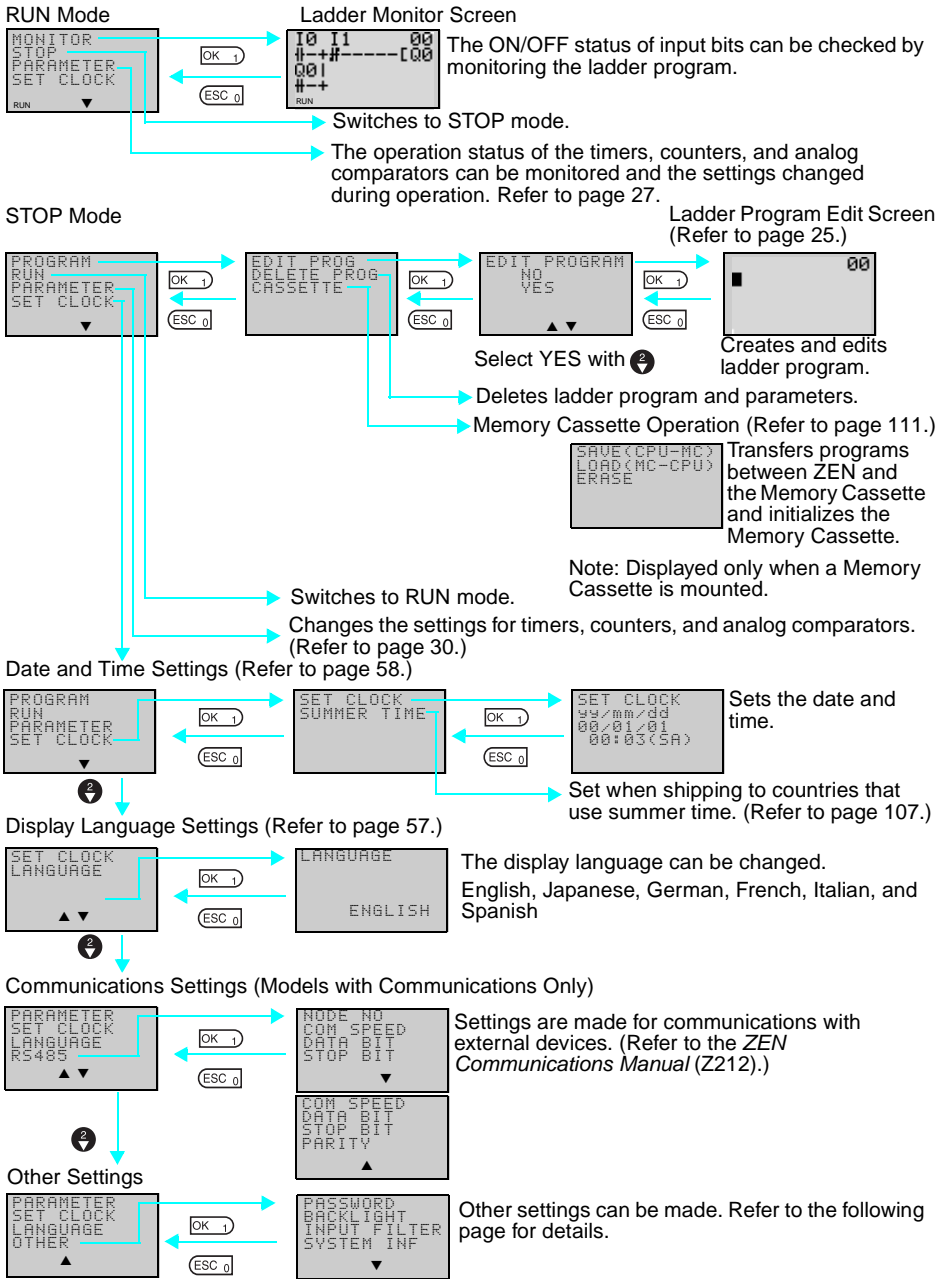 RUN Mode
Ladder Monitor Screen
MONITOR
STOP
PARAMETER
SET CLOCK
RUN ▼
OK 1
ESC 0
I0 I1 00
╫-+╫------[Q0
Q0|
╫-+
RUN
The ON/OFF status of input bits can be checked by
monitoring the ladder program.
Switches to STOP mode.
The operation status of the timers, counters, and analog
comparators can be monitored and the settings changed
during operation. Refer to page 27.
STOP Mode
Ladder Program Edit Screen
(Refer to page 25.)
PROGRAM
RUN
PARAMETER
SET CLOCK
▼
OK 1
ESC 0
EDIT PROG
DELETE PROG
CASSETTE
OK 1
ESC 0
EDIT PROGRAM
NO
YES
▲ ▼
OK 1
ESC 0
00
Select YES with 2
Creates and edits
ladder program.
Deletes ladder program and parameters.
Memory Cassette Operation (Refer to page 111.)
SAVE(CPU-MC)
LOAD(MC-CPU)
ERASE
Transfers programs
between ZEN and
the Memory Cassette
and initializes the
Memory Cassette.
Note: Displayed only when a Memory
Cassette is mounted.
Switches to RUN mode.
Changes the settings for timers, counters, and analog comparators.
(Refer to page 30.)
Date and Time Settings (Refer to page 58.)
PROGRAM
RUN
PARAMETER
SET CLOCK
▼
OK 1
ESC 0
SET CLOCK
SUMMER TIME
OK 1
ESC 0
SET CLOCK
yy/mm/dd
00/01/01
00:03(SA)
Sets the date and
time.
2
Set when shipping to countries that
use summer time. (Refer to page 107.)
Display Language Settings (Refer to page 57.)
SET CLOCK
LANGUAGE
▲ ▼
OK 1
ESC 0
LANGUAGE
ENGLISH
The display language can be changed.
English, Japanese, German, French, Italian, and
Spanish
2
Communications Settings (Models with Communications Only)
PARAMETER
SET CLOCK
LANGUAGE
RS485
▲ ▼
OK 1
ESC 0
NODE NO
COM SPEED
DATA BIT
STOP BIT
▼
Settings are made for communications with
external devices. (Refer to the ZEN
Communications Manual (Z212).)
COM SPEED
DATA BIT
STOP BIT
PARITY
▲
2
Other Settings
PARAMETER
SET CLOCK
LANGUAGE
OTHER
▲
OK 1
ESC 0
PASSWORD
BACKLIGHT
INPUT FILTER
SYSTEM INF
▼
Other settings can be made. Refer to the following
page for details.